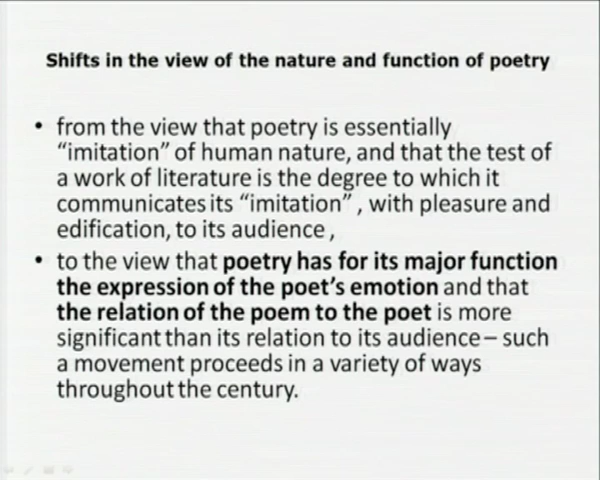 Shifts in the view of the nature and function of poetry
• from the view that poetry is essentially
“imitation” of human nature, and that the test of
a work of literature is the degree to which it
communicates its “imitation” , with pleasure and
edification, to its audience ,
• to the view that poetry has for its major function
the expression of the poet’s emotion and that
the relation of the poem to the poet is more
significant than its relation to its audience – such
a movement proceeds in a variety of ways
throughout the century.